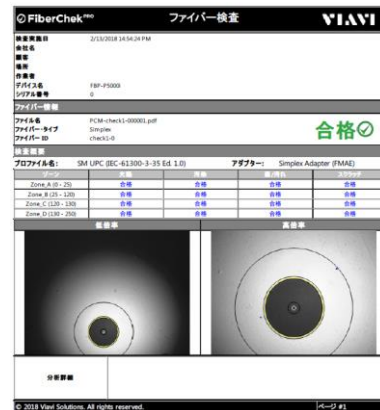 FiberChek PRO ファイバー検査 VIAVI
検査実施日 2/13/2018 14:54:24 PM
会社名
顧客
場所
作業者
デバイス名 FBP-P5000i
シリアル番号 0
ファイバー情報
ファイル名 PCM-check1-000001.pdf
ファイバー・タイプ Simplex
ファイバー ID check1-0
合格
検査概要
プロファイル名: SM UPC (IEC-61300-3-35 Ed. 1.0) アダプター: Simplex Adapter (FMAE)
ゾーン 欠陥 スクラッチ
Zone_A (0 - 25) 合格 合格 合格 合格
Zone_B (25 - 120) 合格 合格 合格 合格
Zone_C (120 - 130) 合格 合格 合格 合格
Zone_D (130 - 250) 合格 合格 合格 合格
低倍率 高倍率
分析詳細
© 2018 Viavi Solutions. All rights reserved. ページ #1